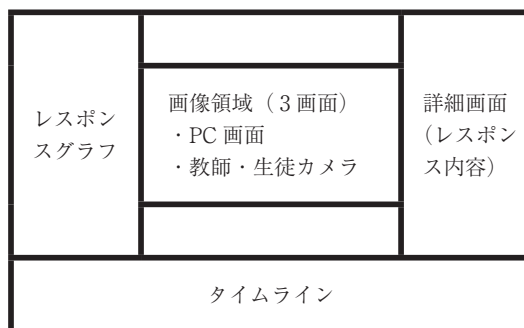 レスポン
スグラフ
画像領域（3画面）
・PC 画面
・教師・生徒カメラ
詳細画面
（レスポン
ス内容）
タイムライン